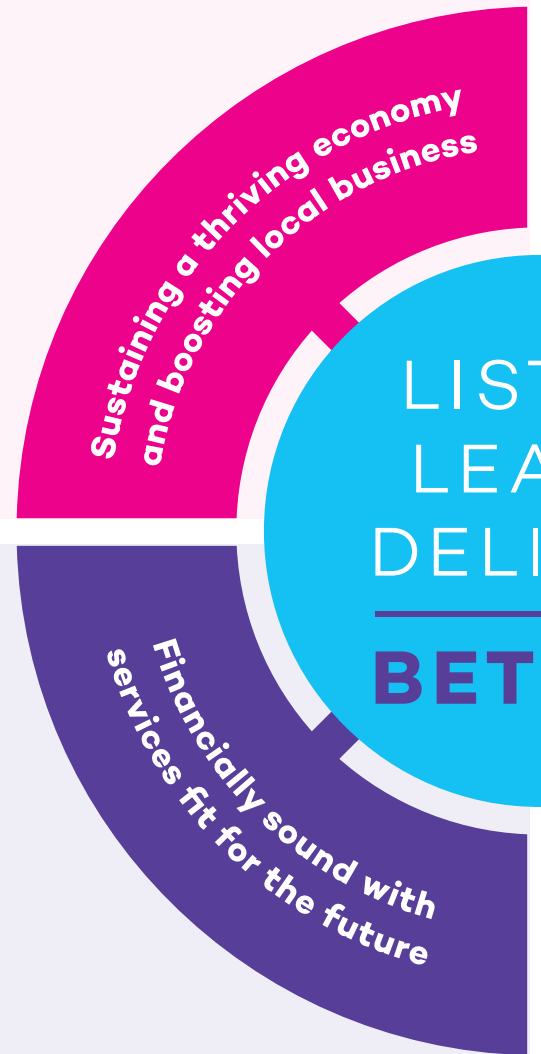 Sustaining a thriving economy
and boosting local business
LIST
LEA
DELI
BET
Financially sound with
services fit for the future